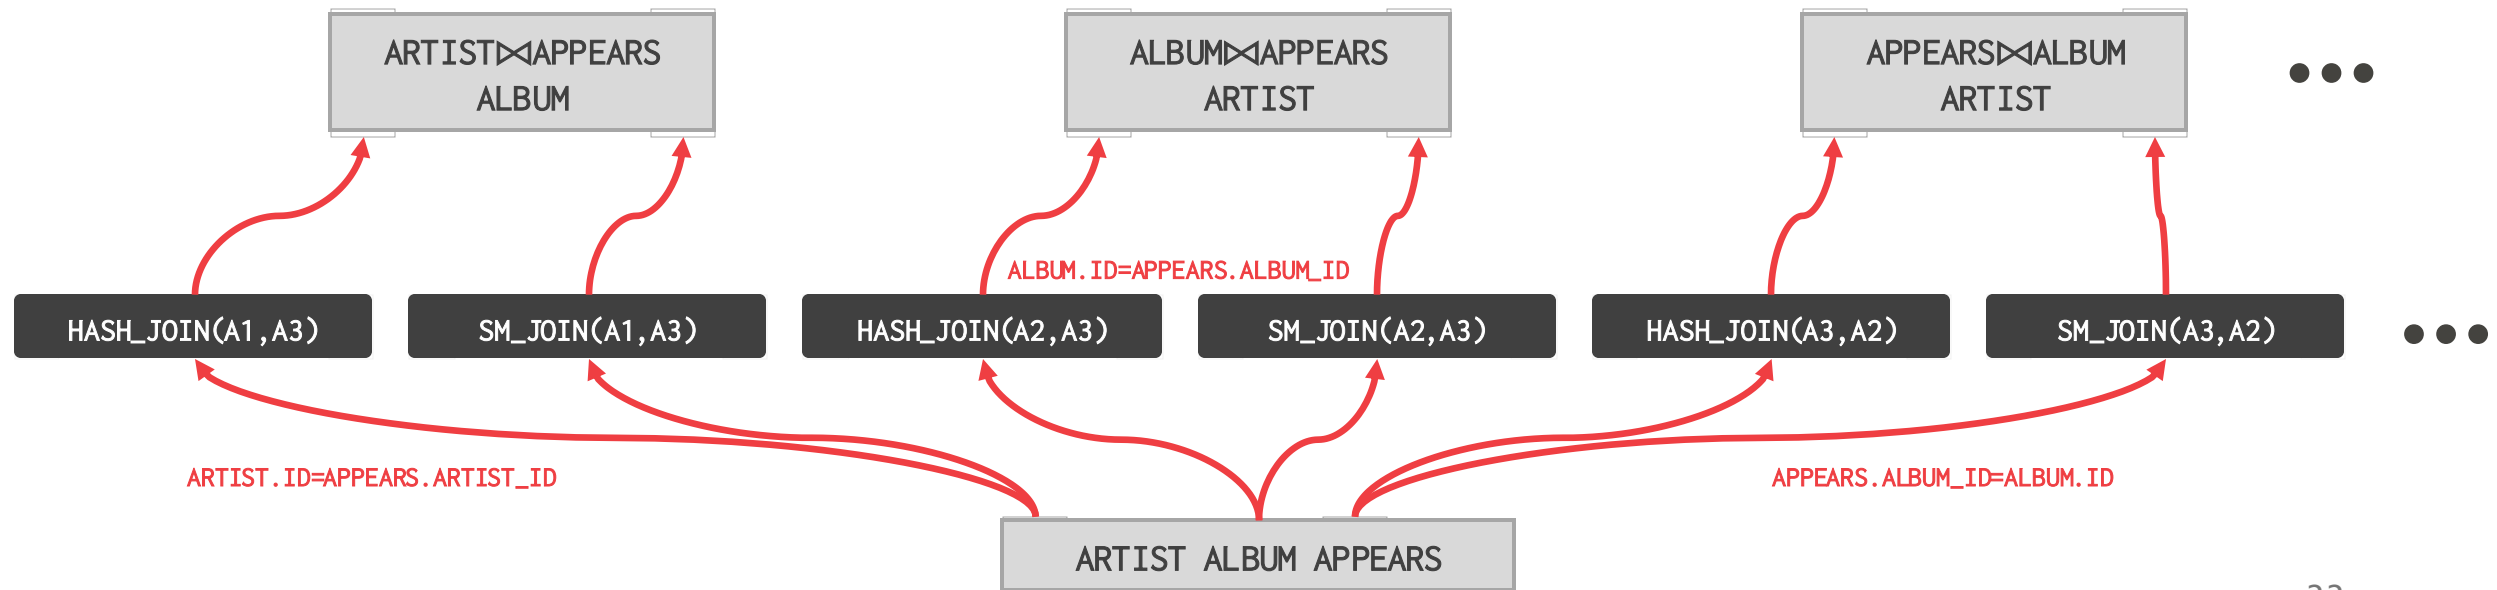 ARTIST⨝APPEARS
ALBUM
ALBUM⨝APPEARS
ARTIST
APPEARS⨝ALBUM
ARTIST
•••
ALBUM.ID=APPEARS.ALBUM_ID
HASH_JOIN(A1,A3)
SM_JOIN(A1,A3)
HASH_JOIN(A2,A3)
SM_JOIN(A2,A3)
HASH_JOIN(A3,A2)
SM_JOIN(A3,A2)
•••
ARTIST.ID=APPEARS.ARTIST_ID
APPEARS.ALBUM_ID=ALBUM.ID
ARTIST ALBUM APPEARS